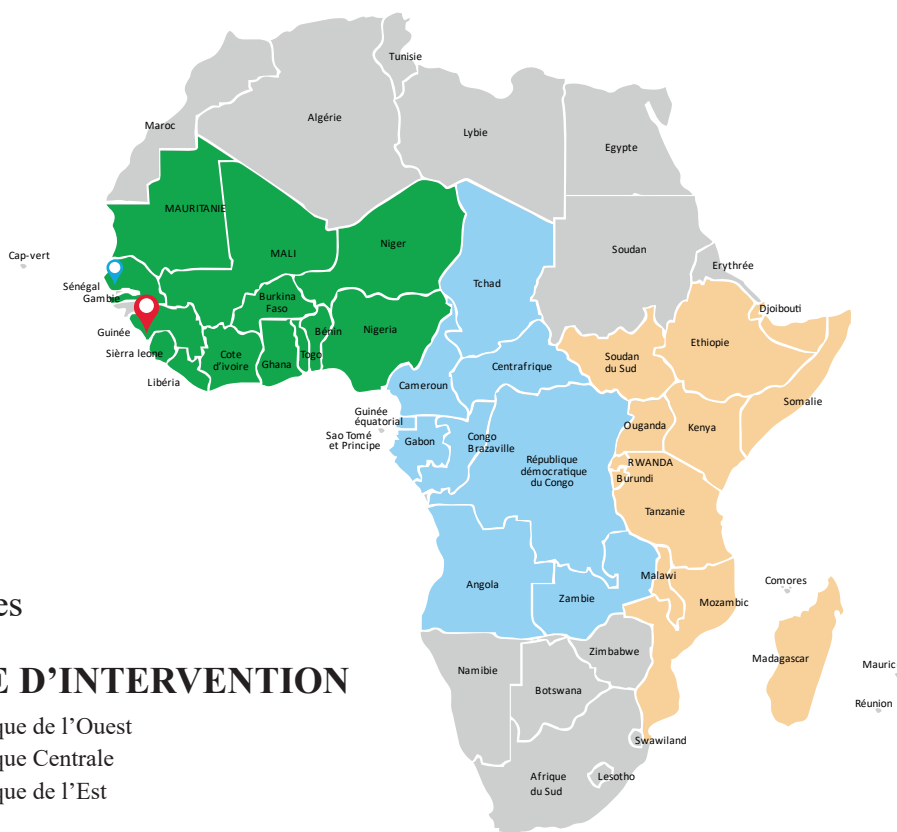 Tunisie
Maroc
Algérie
Lybie
Egypte
MAURITANIE
MALI
Niger
Soudan
Cap-vert
Erythrée
Sénégal
Gambie
Tchad
Burkina
Faso
Djoibouti
Guinée
Bénin
Nigeria
Ethiopie
Sièrra leone
Cote
d'ivoire
Ghana
Togo
Soudan
du Sud
Centrafrique
Libéria
Cameroun
Somalie
Guinée
équatorial
Ouganda
Kenya
Sao Tomé
et Principe
Gabon
Congo
Brazaville
République
démocratique
du Congo
RWANDA
Burundi
Tanzanie
Angola
Zambie
Malawi
Comores
Mozambic
es
Zimbabwe
Madagascar
Mauric
Namibie
Botswana
Réunion
E D’INTERVENTION
que de l’Ouest
Swawiland
que Centrale
Afrique
du Sud
Lesotho
que de l’Est